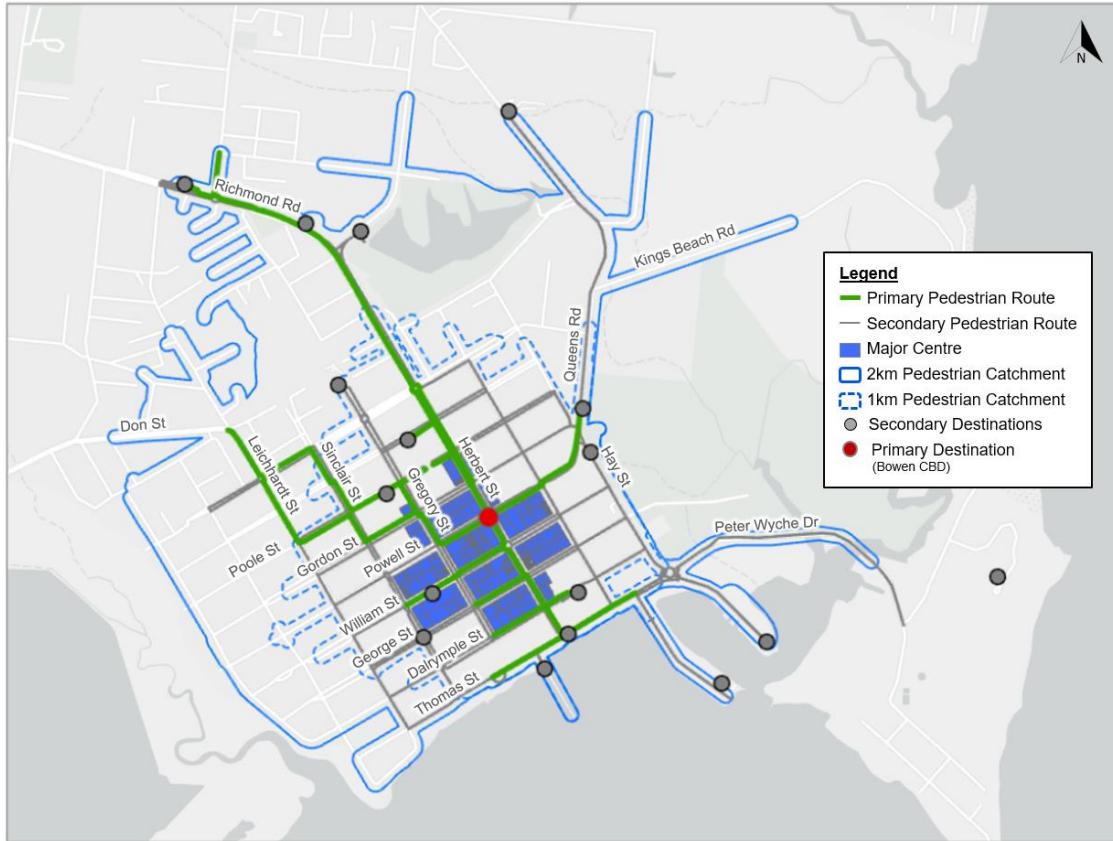 N
Richmond Rd
Kings Beach Rd
Queens Rd
Don St
Leichhardt St
Sinclair St
Gregory St
Herbert St
Hay St
Poole St
Gordon St
Powell St
William St
George St
Dalrymple St
Thomas St
Peter Wyche Dr
Legend
Primary Pedestrian Route
Secondary Pedestrian Route
Major Centre
2km Pedestrian Catchment
1km Pedestrian Catchment
Secondary Destinations
Primary Destination
(Bowen CBD)